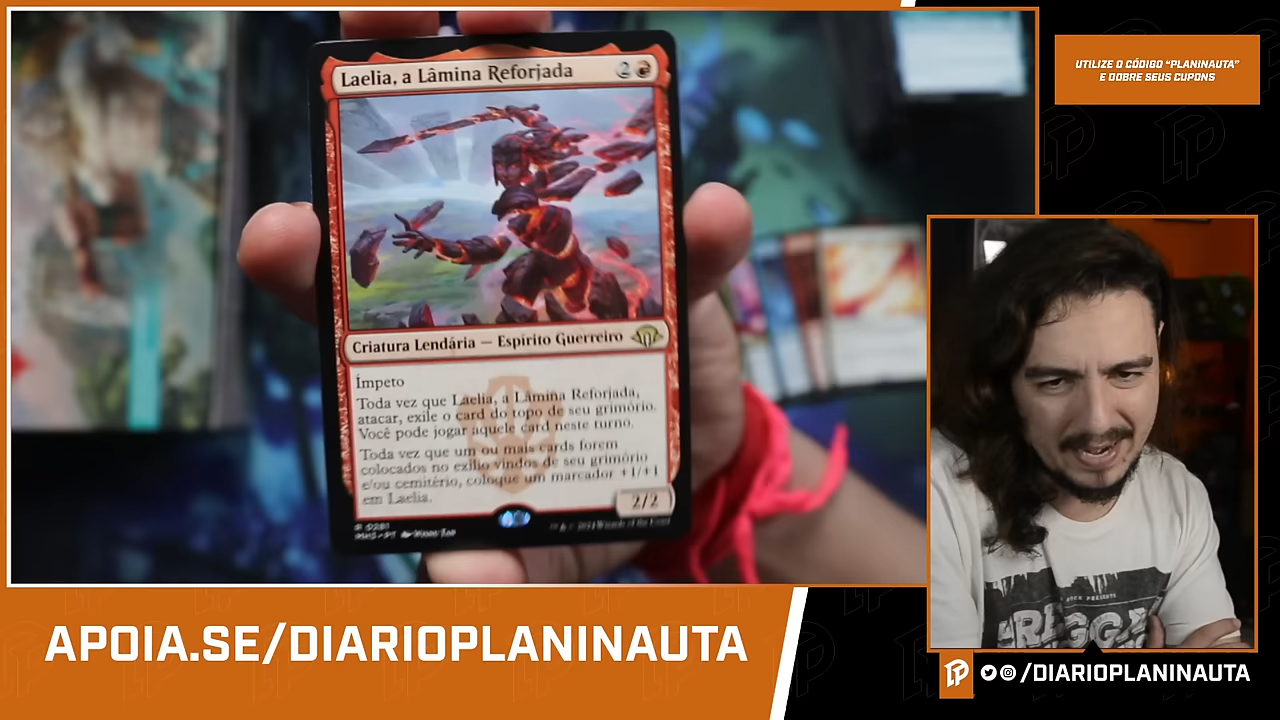 UTILIZE O CÓDIGO "PLANINAUTA"
E DOBRE SEUS CUPONS
Laelia, a Lâmina Reforjada
2
Criatura Lendária — Espírito Guerreiro
Ímpeto
Toda vez que Laelia, a Lâmina Reforjada,
atacar, exile o card do topo de seu grimório.
Você pode jogar aquele card neste turno.
Toda vez que um ou mais cards forem
colocados no exílio vindos de seu grimório
e/ou cemitério, coloque um marcador +1/+1
em Laelia.
2/2
APOIA.SE/DIARIOPLANINAUTA
/DIARIOPLANINAUTA